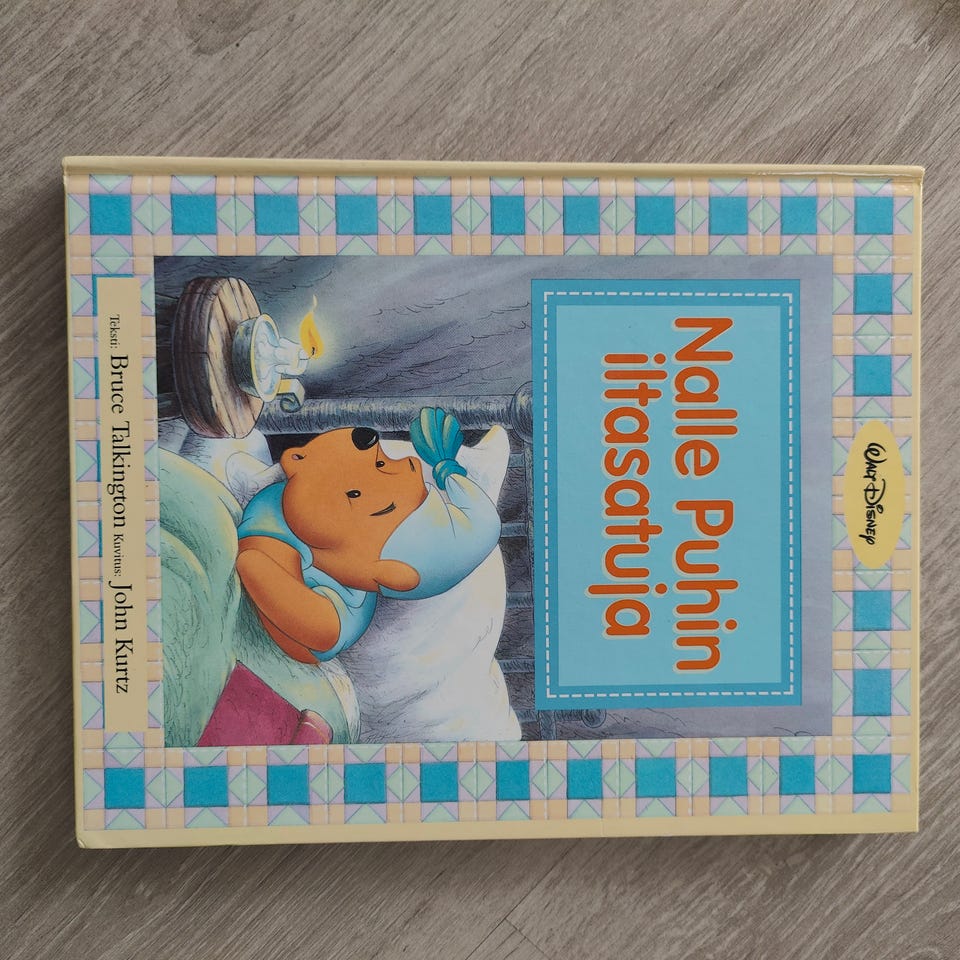 Walt Disney
Nalle Puhin
iltasatuja
Teksti: Bruce Talkington Kuvitus: John Kurtz